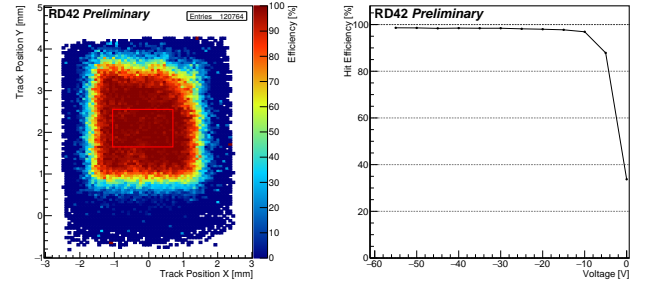 RD42 Preliminary
Entries 120764
Track Position Y [mm]
5
4
3
2
1
0
−1
−3 −2 −1 0 1 2 3
Track Position X [mm]
100
90
80
70
60
50
40
30
20
10
0
Efficiency [%]
RD42 Preliminary
Hit Efficiency [%]
100
80
60
40
20
0
−60 −50 −40 −30 −20 −10 0
Voltage [V]